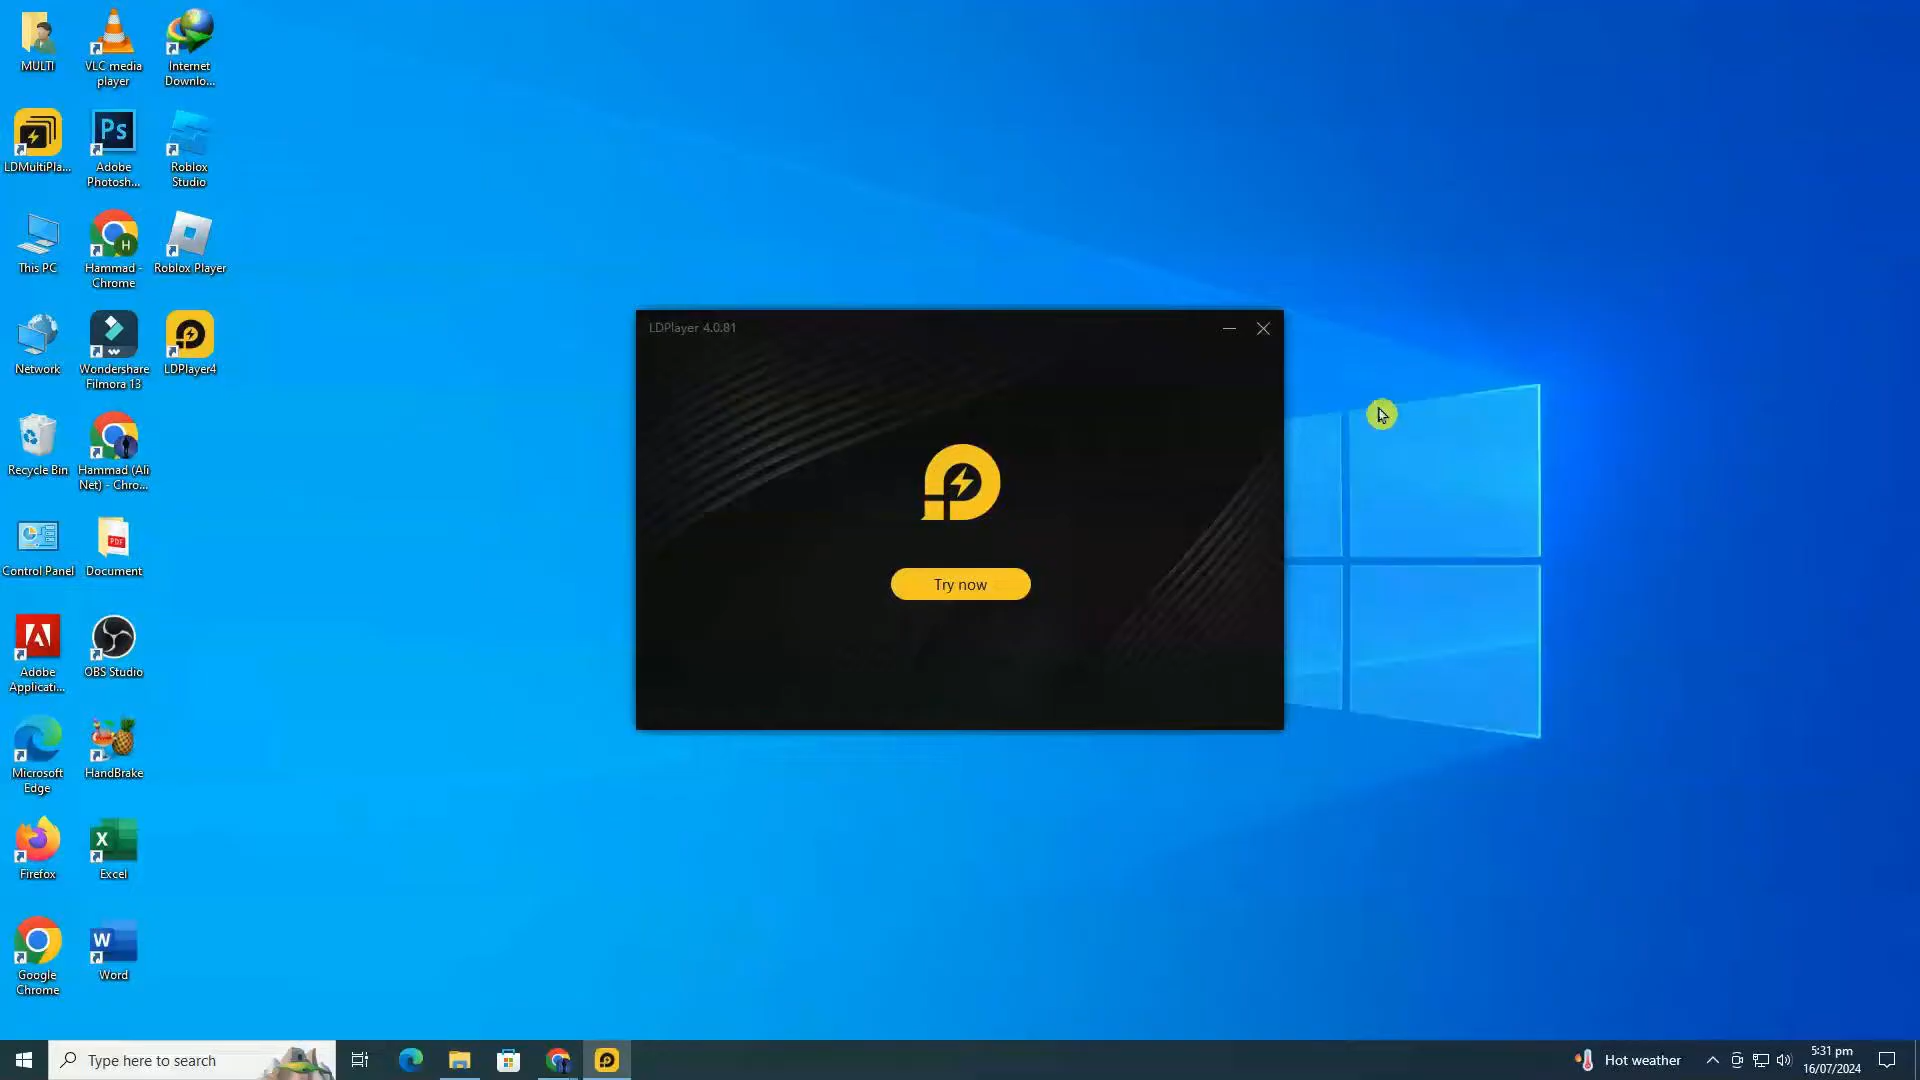 MULTI
VLC media
player
Internet
Downlo...
LDMultiPla...
Ps
Adobe
Photosh...
Roblox
Studio
This PC
H
Hammad -
Chrome
Roblox Player
Network
Wondershare
Filmora 13
LDPlayer4
Recycle Bin
Hammad (Ali
Net) - Chro...
Control Panel
PDF
Document
Adobe
Applicati...
OBS Studio
Microsoft
Edge
HandBrake
Firefox
X
Excel
Google
Chrome
W
Word
LDPlayer 4.0.81
Try now
Type here to search
Hot weather
5:31 pm
16/07/2024